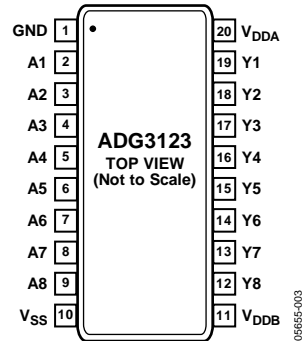 GND 1 20 VDDA
A1 2 19 Y1
A2 3 18 Y2
A3 4 17 Y3
A4 5 16 Y4
A5 6 15 Y5
A6 7 14 Y6
A7 8 13 Y7
A8 9 12 Y8
VSS 10 11 VDDB
ADG3123
TOP VIEW
(Not to Scale)
05655-003